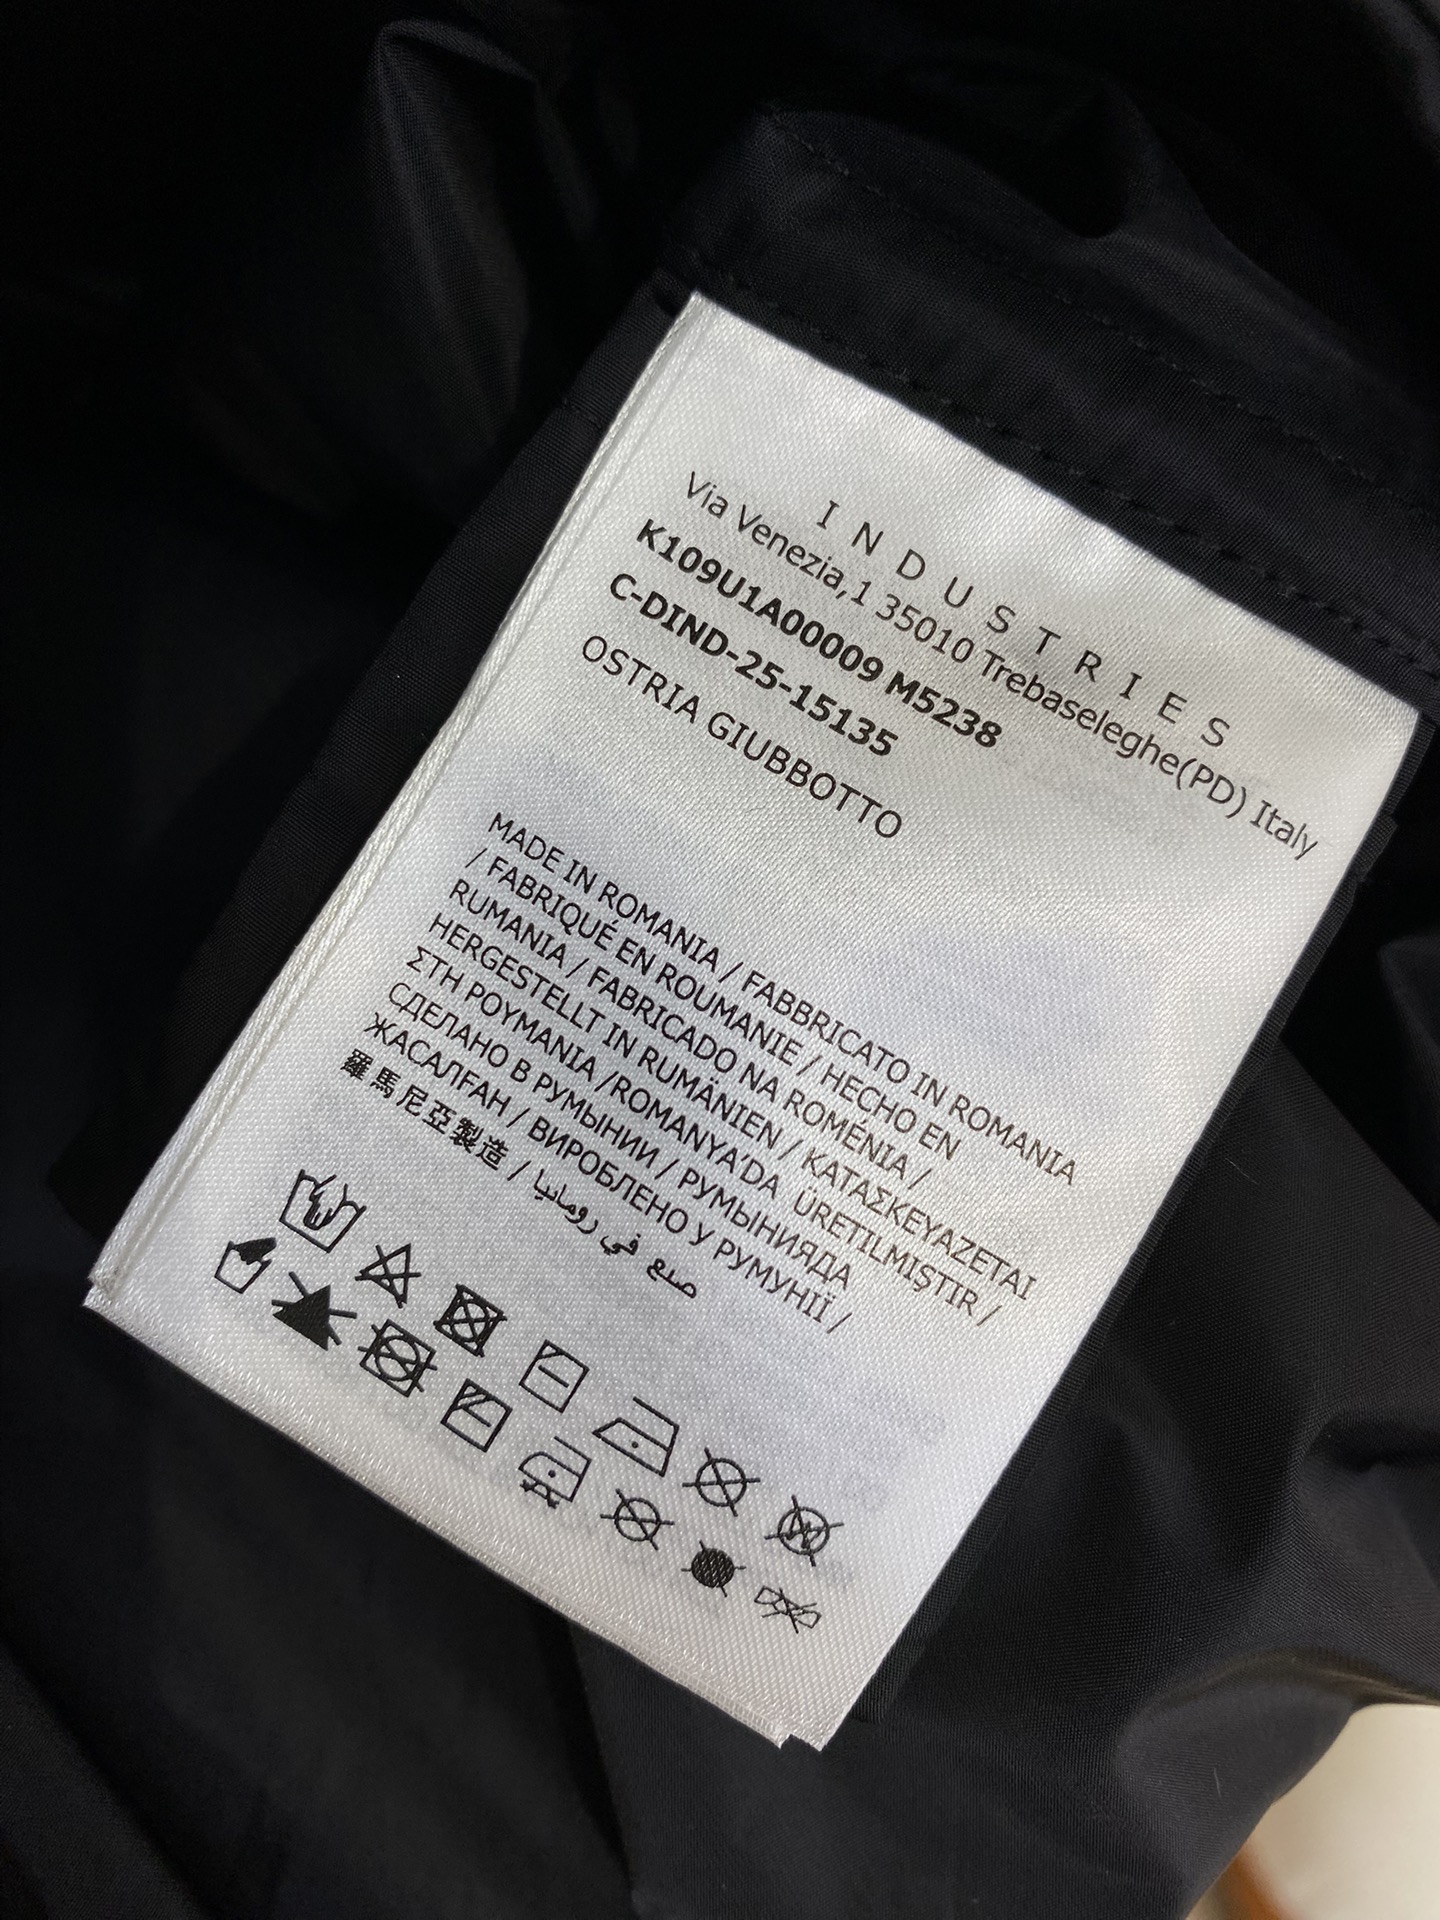 INDUSTRIES
Via Venezia,1 35010 Trebaseleghe(PD) Italy
K109U1A00009 M5238
C-DIND-25-15135
OSTRIA GIUBBOTTO
MADE IN ROMANIA / FABBRICATO IN ROMANIA
/ FABRIQUÉ EN ROUMANIE / HECHO EN
RUMANIA / FABRICADO NA ROMÉNIA /
HERGESTELLT IN RUMÄNIEN / ΚΑΤΑΣΚΕΥΑΖΕΤΑΙ
ΣΤΗ ΡΟΥΜΑΝΙΑ /ROMANYA'DA ÜRETILMIŞTIR /
СДЕЛАНО В РУМЫНИИ / РУМЫНИЯДА
ЖАСАЛҒАН / ВИРОБЛЕНО У РУМУНІЇ /
羅馬尼亞製造 / صنع في رومانيا